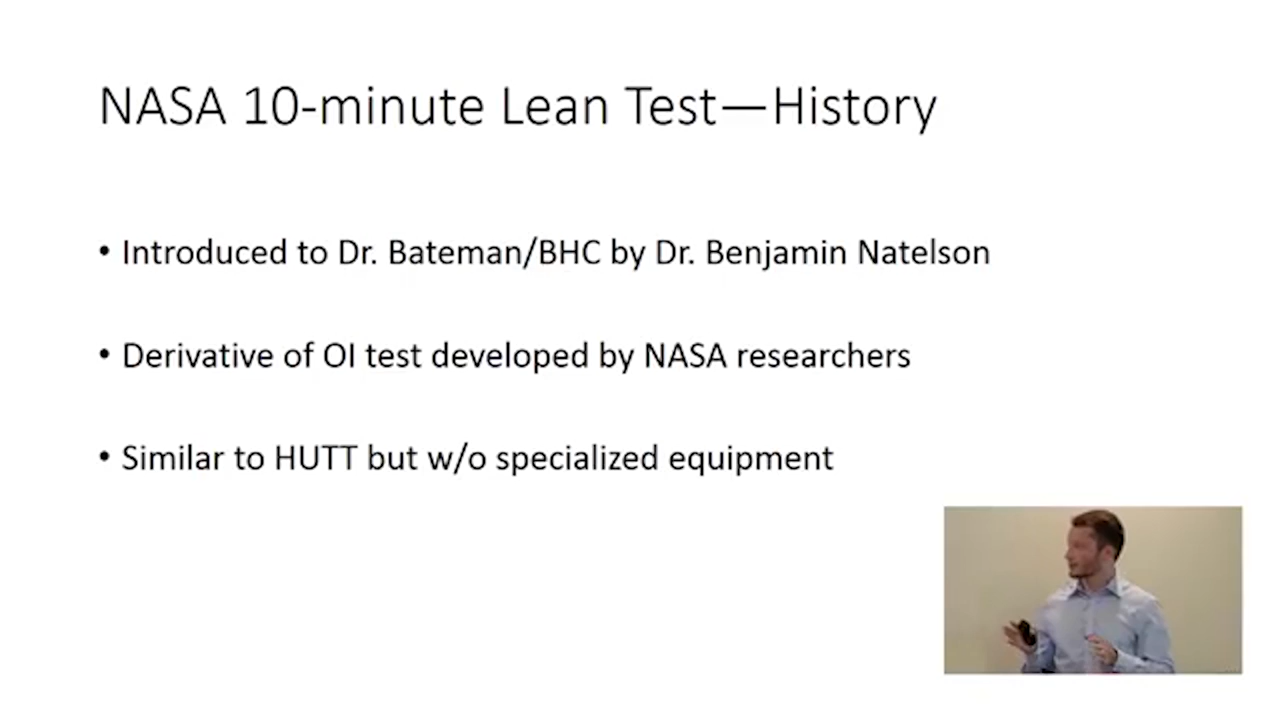 NASA 10-minute Lean Test—History
• Introduced to Dr. Bateman/BHC by Dr. Benjamin Natelson
• Derivative of OI test developed by NASA researchers
• Similar to HUTT but w/o specialized equipment